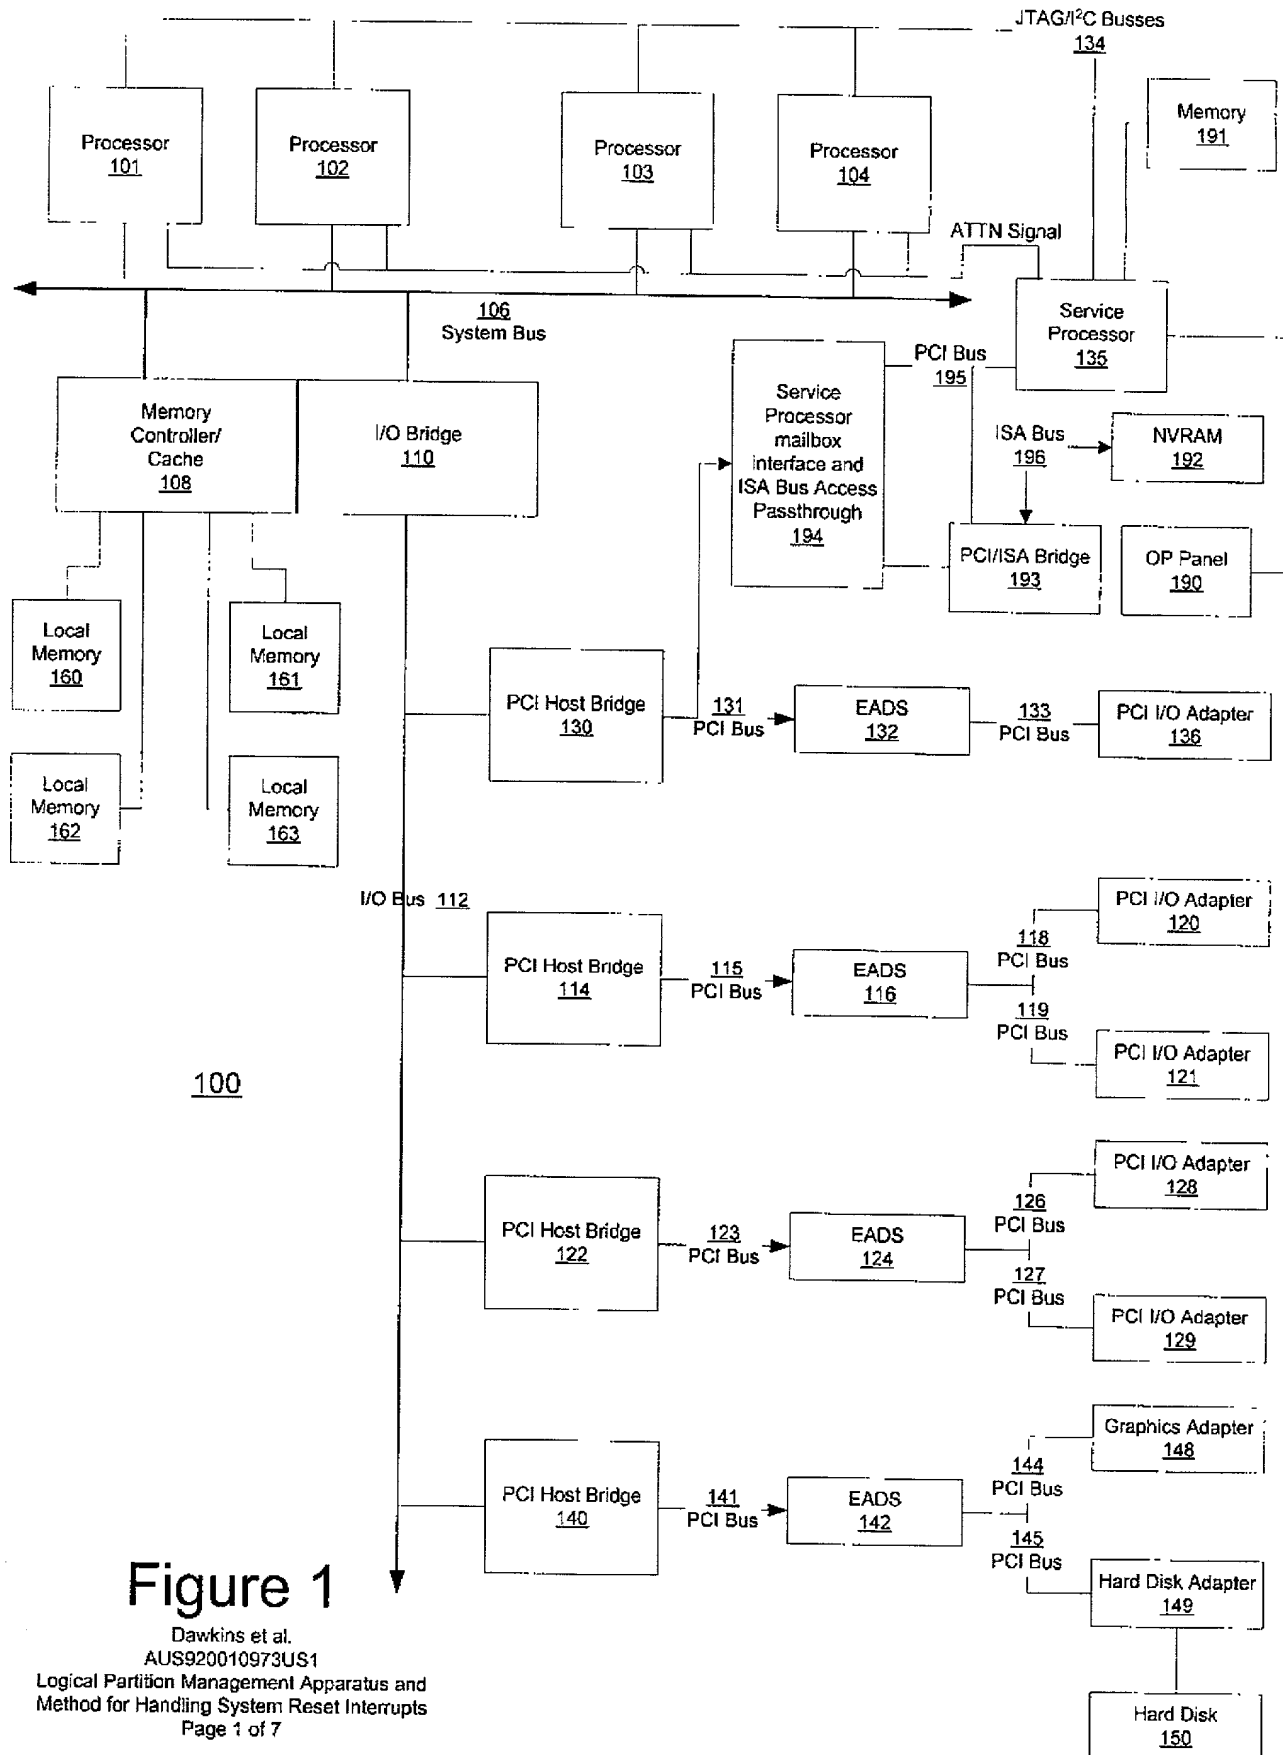 JTAG/I²C Busses
134
Processor
101
Processor
102
Processor
103
Processor
104
Memory
191
ATTN Signal
106
System Bus
Service
Processor
135
Memory
Controller/
Cache
108
I/O Bridge
110
Service
Processor
mailbox
interface and
ISA Bus Access
Passthrough
194
PCI Bus
195
ISA Bus
196
NVRAM
192
PCI/ISA Bridge
193
OP Panel
190
Local
Memory
160
Local
Memory
161
Local
Memory
162
Local
Memory
163
PCI Host Bridge
130
131
PCI Bus
EADS
132
133
PCI Bus
PCI I/O Adapter
136
I/O Bus 112
PCI Host Bridge
114
115
PCI Bus
EADS
116
118
PCI Bus
119
PCI Bus
PCI I/O Adapter
120
PCI I/O Adapter
121
100
PCI Host Bridge
122
123
PCI Bus
EADS
124
126
PCI Bus
127
PCI Bus
PCI I/O Adapter
128
PCI I/O Adapter
129
PCI Host Bridge
140
141
PCI Bus
EADS
142
144
PCI Bus
145
PCI Bus
Graphics Adapter
148
Hard Disk Adapter
149
Hard Disk
150
Figure 1
Dawkins et al.
AUS920010973US1
Logical Partition Management Apparatus and
Method for Handling System Reset Interrupts
Page 1 of 7